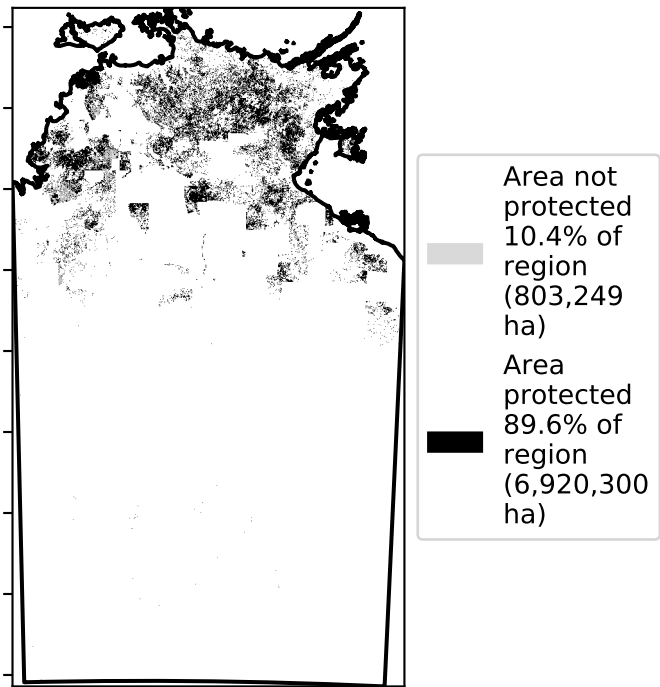 Area not
protected
10.4% of
region
(803,249
ha)
Area
protected
89.6% of
region
(6,920,300
ha)